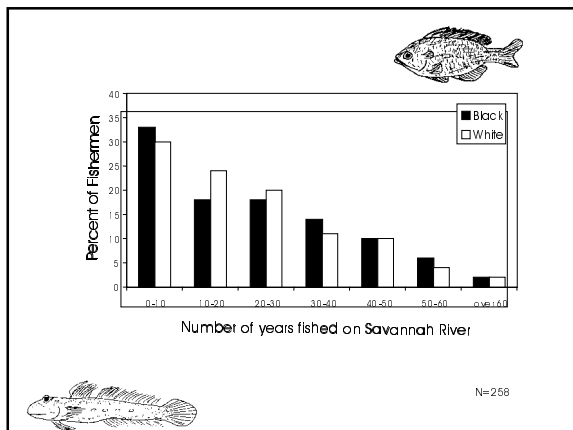 40
35
30
25
20
15
10
5
0
Percent of Fishermen
Black
White
0-10
10-20
20-30
30-40
40-50
50-60
over 60
Number of years fished on Savannah River
N=258